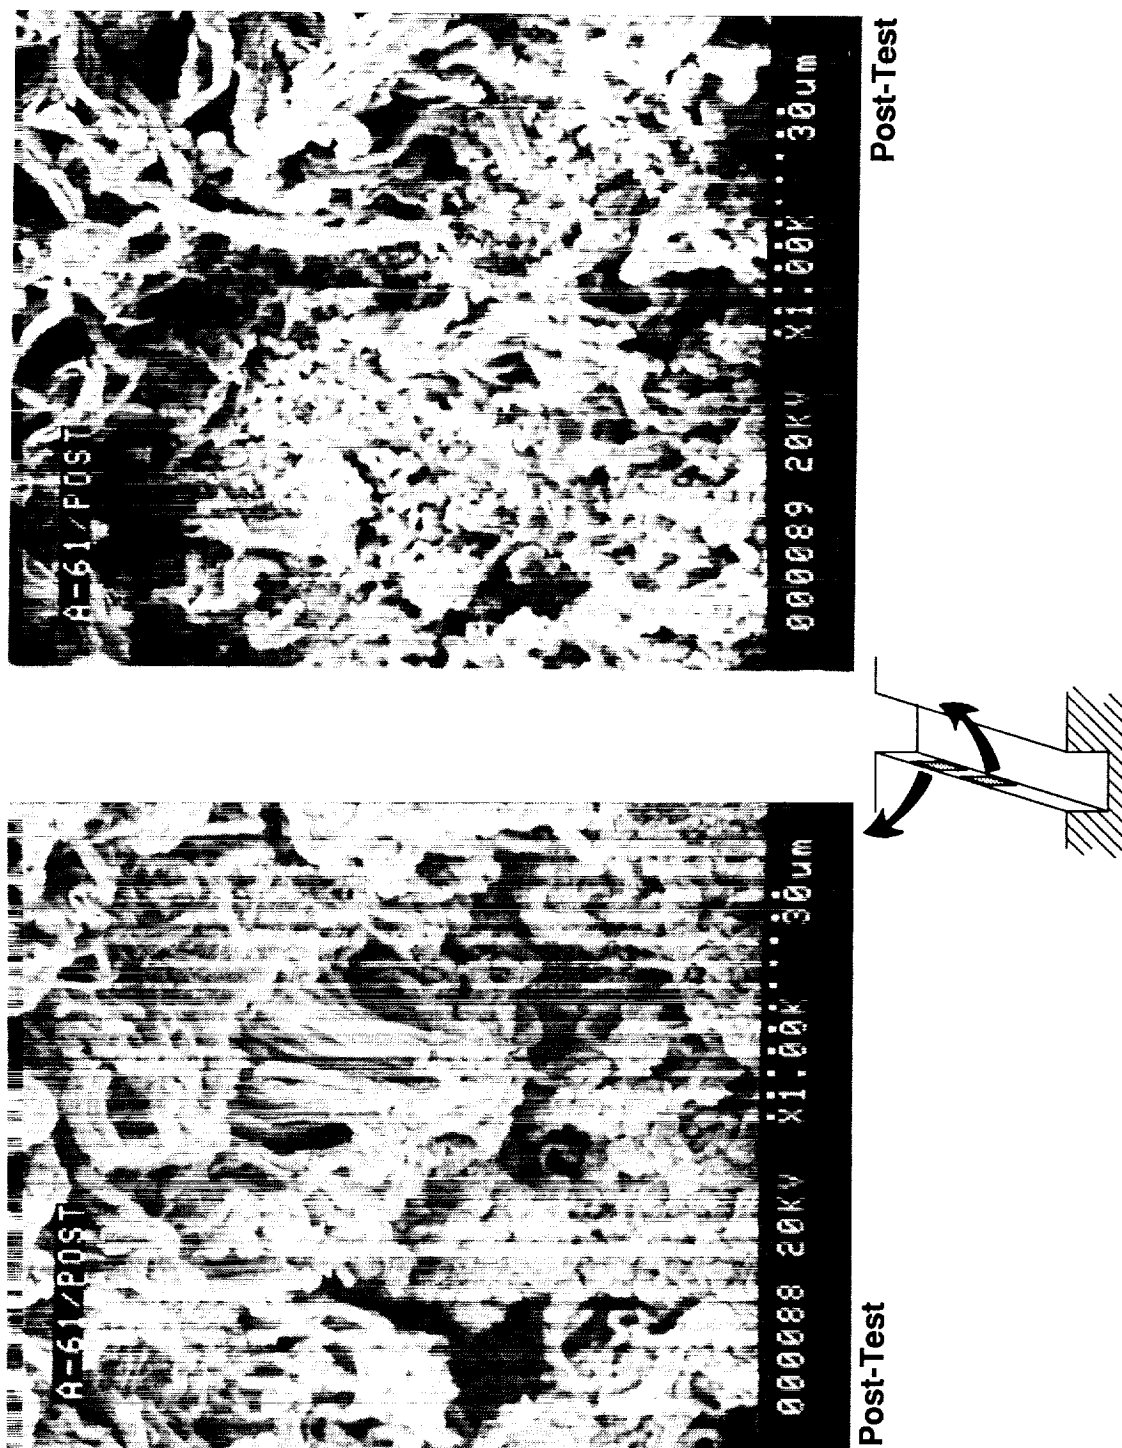 A-61/POST
000088 20KV X1.00K 30um
Post-Test
A-61/POST
000089 20KV X1.00K 30um
Post-Test